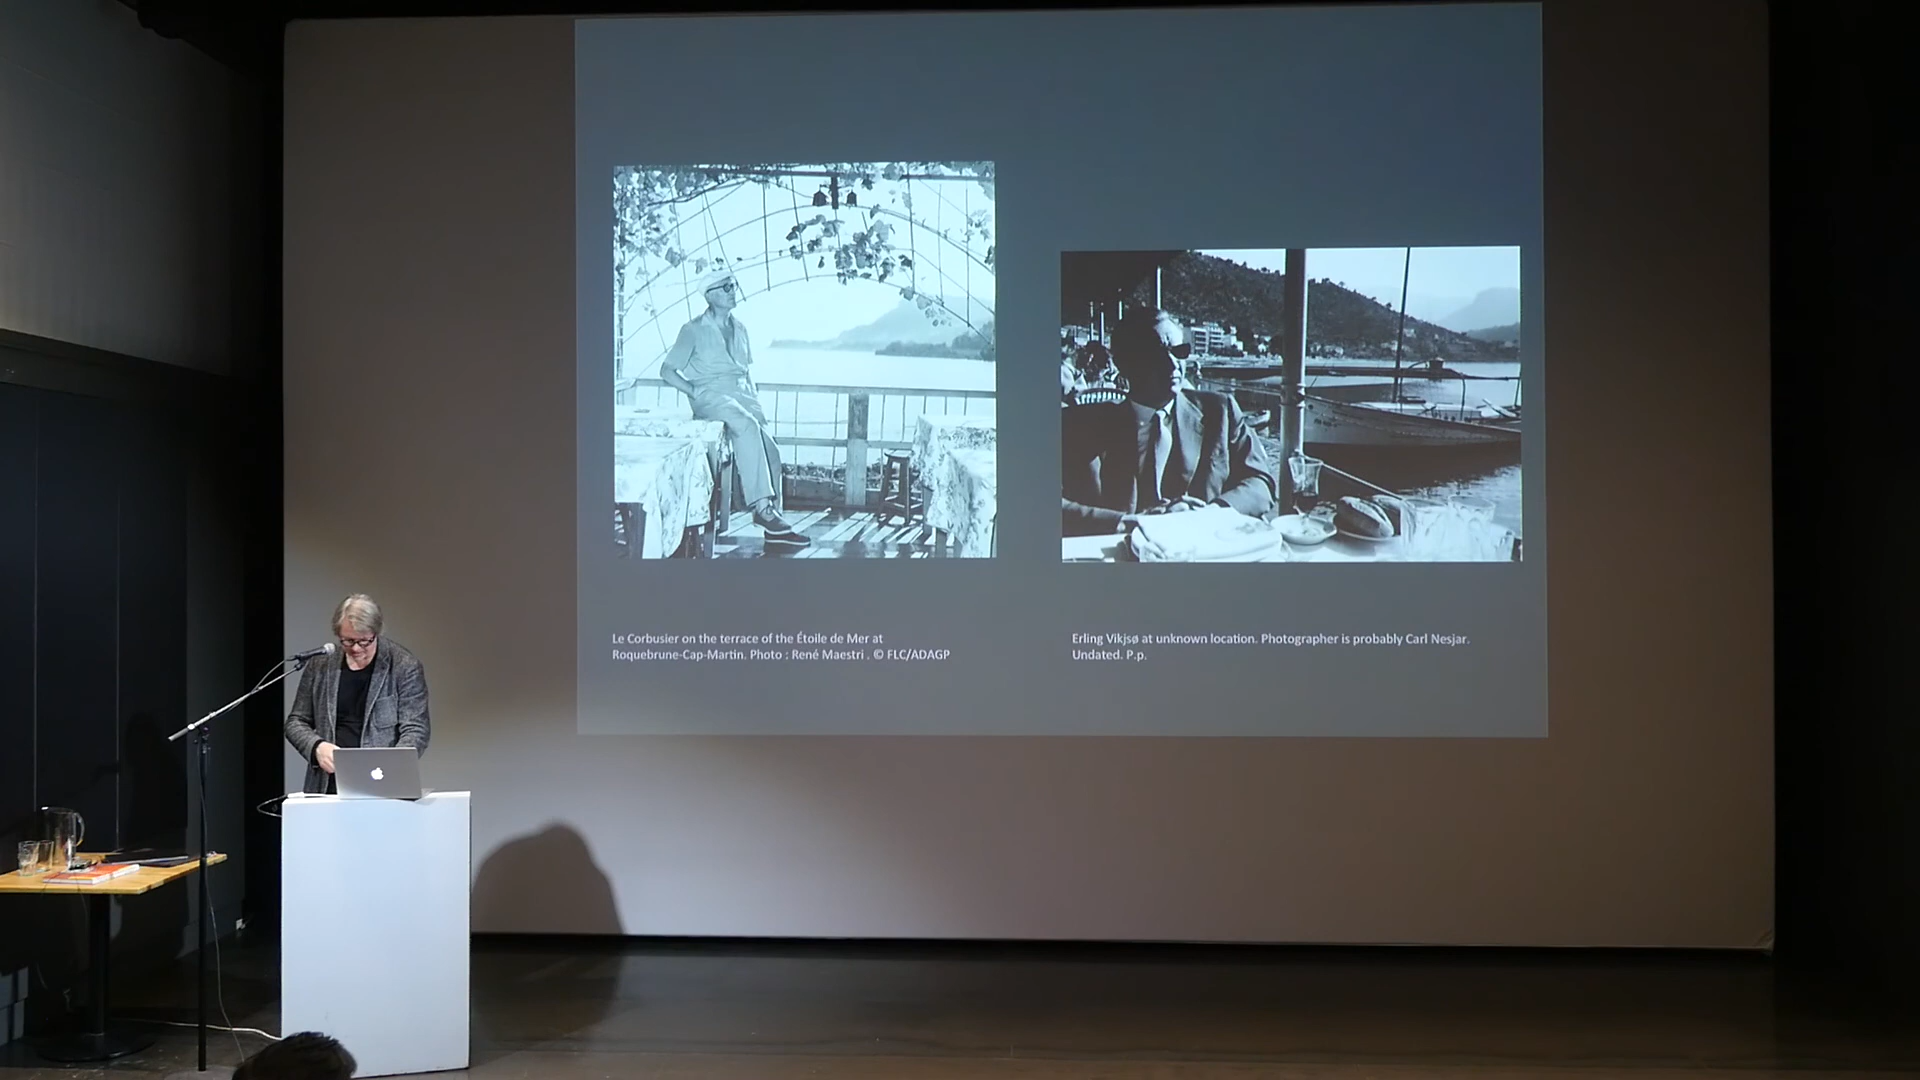 Le Corbusier on the terrace of the Étoile de Mer at
Roquebrune-Cap-Martin. Photo : René Maestri . © FLC/ADAGP
Erling Vikjsø at unknown location. Photographer is probably Carl Nesjar.
Undated. P.p.